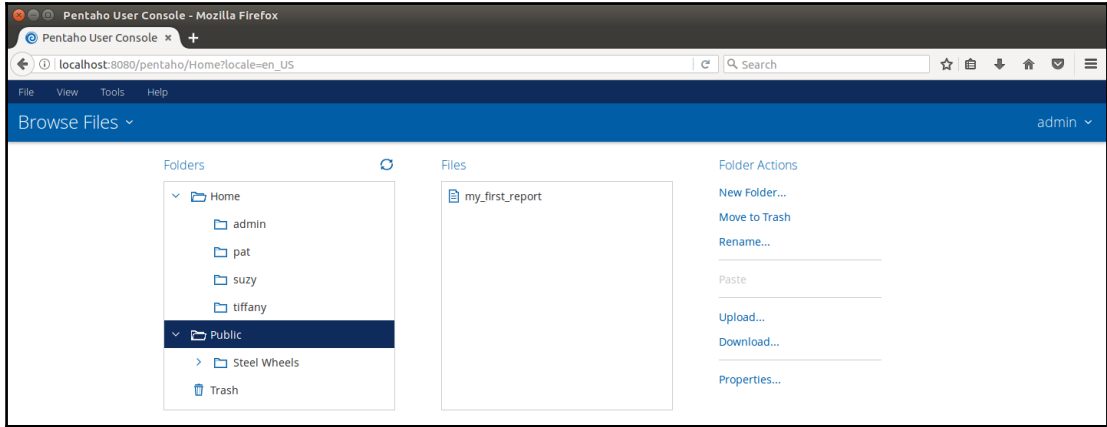 Pentaho User Console - Mozilla Firefox
Pentaho User Console
localhost:8080/pentaho/Home?locale=en_US
Search
File View Tools Help
Browse Files
admin
Folders
Home
admin
pat
suzy
tiffany
Public
Steel Wheels
Trash
Files
my_first_report
Folder Actions
New Folder...
Move to Trash
Rename...
Paste
Upload...
Download...
Properties...